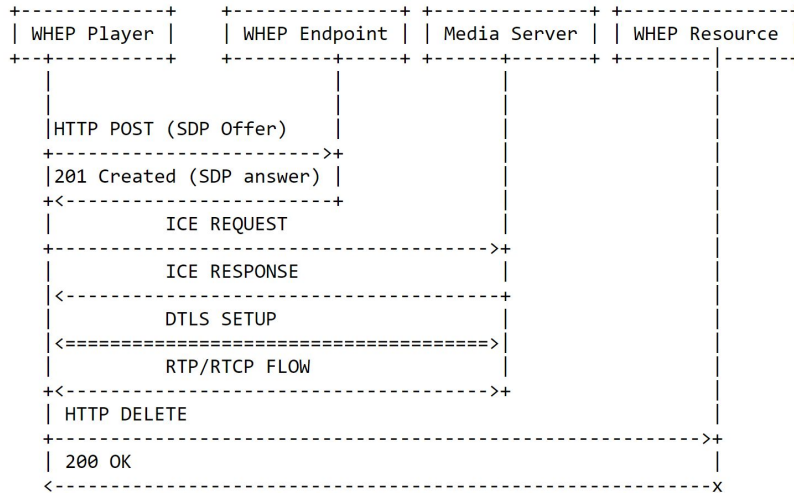 WHEP Player WHEP Endpoint Media Server WHEP Resource
HTTP POST (SDP Offer)
201 Created (SDP answer)
ICE REQUEST
ICE RESPONSE
DTLS SETUP
RTP/RTCP FLOW
HTTP DELETE
200 OK
x